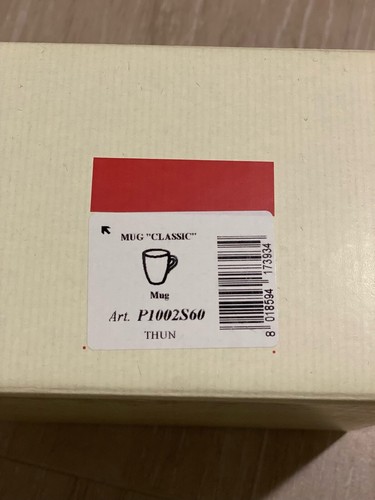 MUG "CLASSIC"
Mug
Art. P1002S60
THUN
8 018594 173934